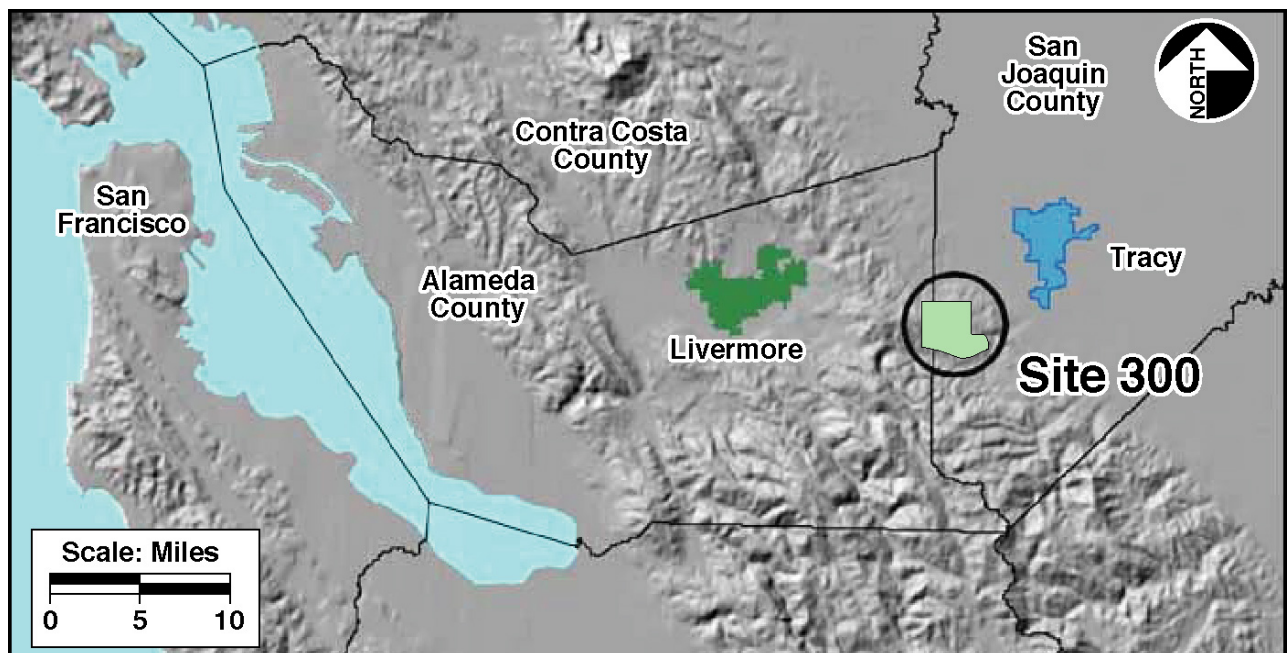 San
Joaquin
County
NORTH
Contra Costa
County
San
Francisco
Alameda
County
Tracy
Livermore
Site 300
Scale: Miles
0 5 10